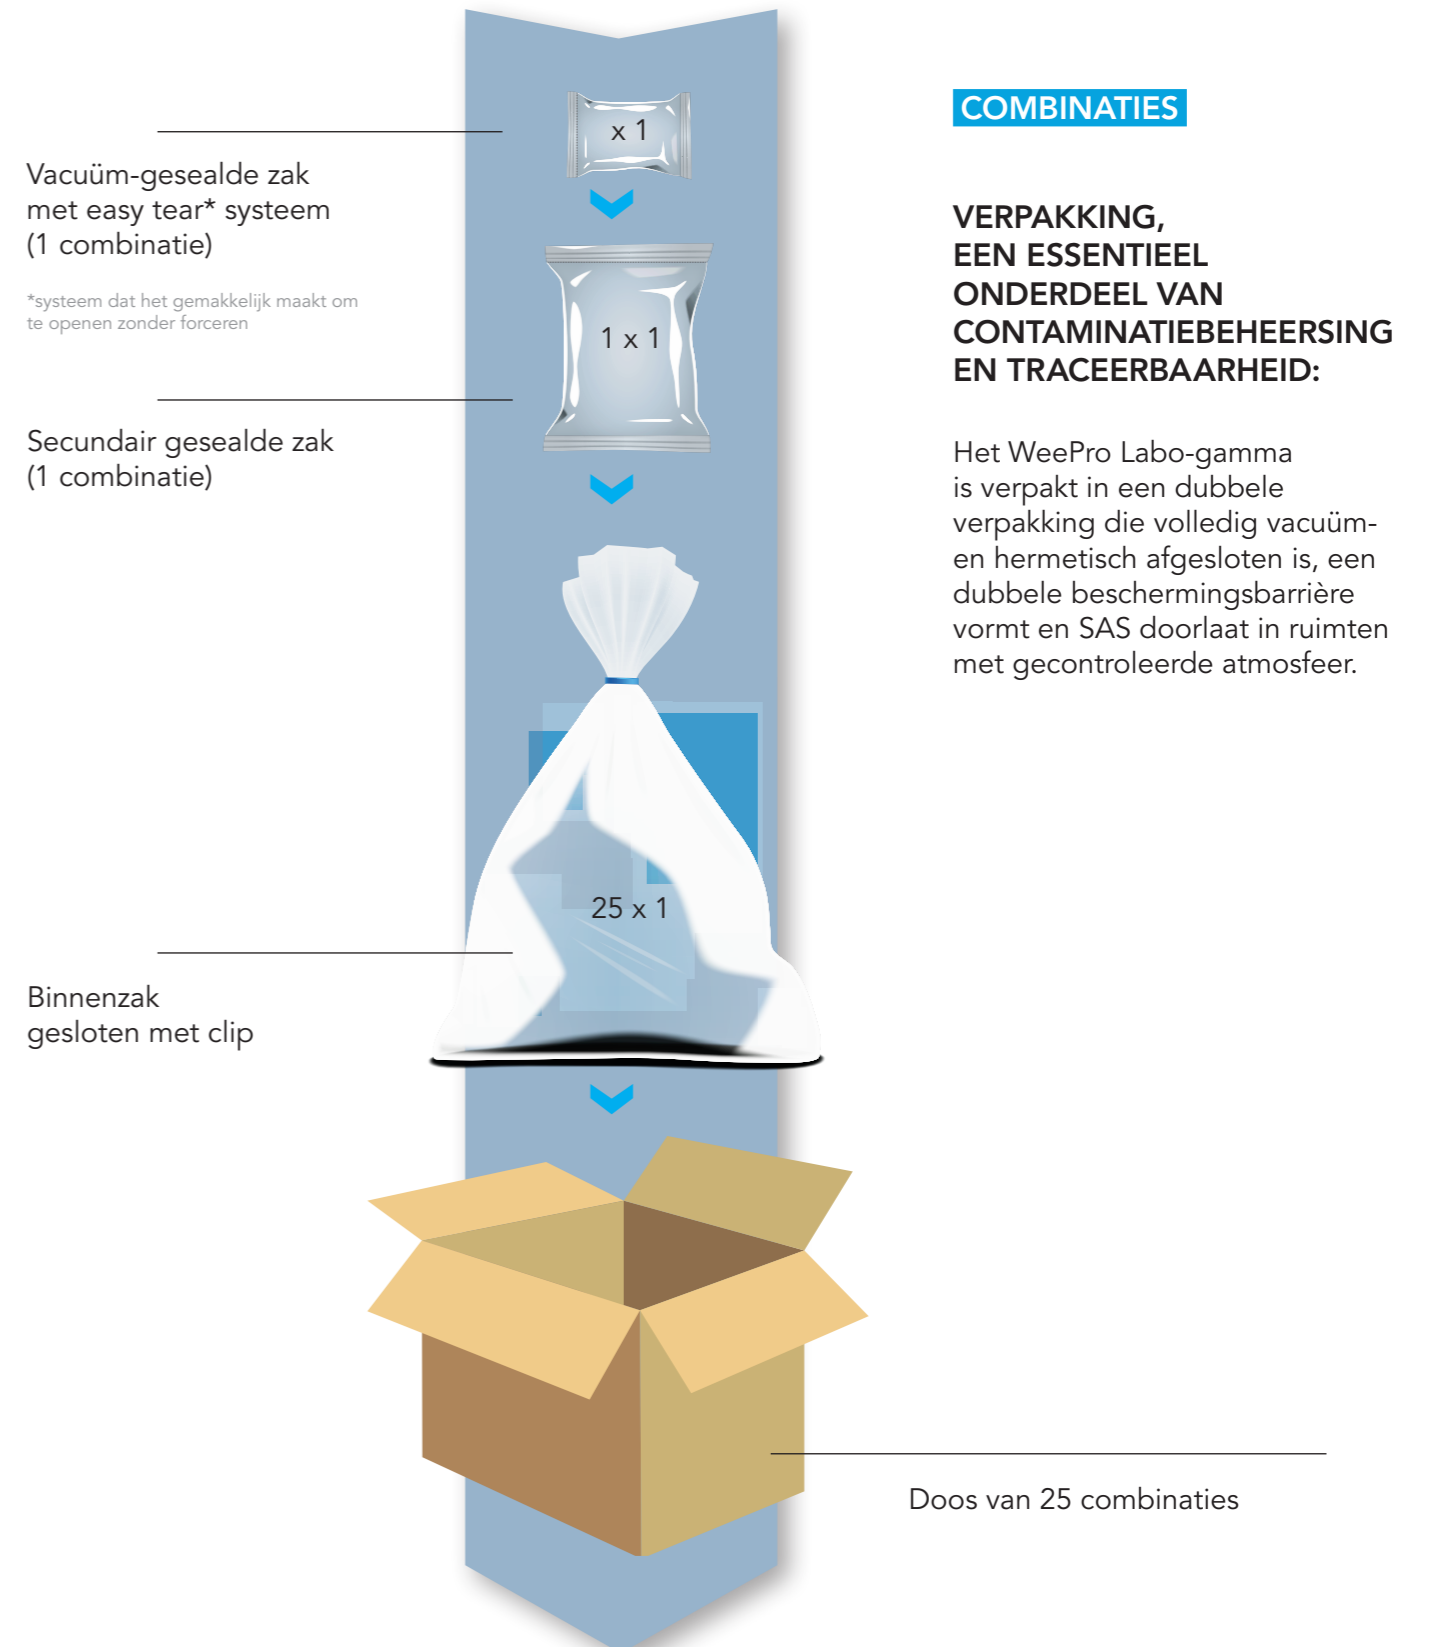 x 1
Vacuüm-gesealde zak
met easy tear* systeem
(1 combinatie)
*systeem dat het gemakkelijk maakt om
te openen zonder forceren
1 x 1
Secundair gesealde zak
(1 combinatie)
25 x 1
Binnenzak
gesloten met clip
Doos van 25 combinaties
COMBINATIES
VERPAKKING,
EEN ESSENTIEEL
ONDERDEEL VAN
CONTAMINATIEBEHEERSING
EN TRACEERBAARHEID:
Het WeePro Labo-gamma
is verpakt in een dubbele
verpakking die volledig vacuüm-
en hermetisch afgesloten is, een
dubbele beschermingsbarrière
vormt en SAS doorlaat in ruimten
met gecontroleerde atmosfeer.